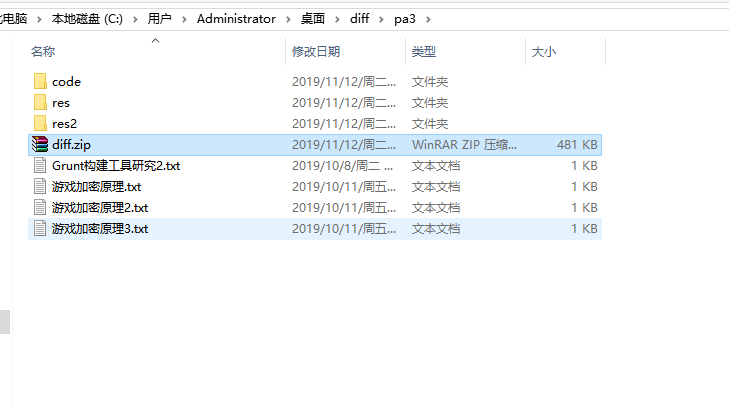 此电脑 > 本地磁盘 (C:) > 用户 > Administrator > 桌面 > diff > pa3 >
名称 修改日期 类型 大小
code 2019/11/12/周二... 文件夹
res 2019/11/12/周二... 文件夹
res2 2019/11/12/周二... 文件夹
diff.zip 2019/11/12/周二... WinRAR ZIP 压缩... 481 KB
Grunt构建工具研究2.txt 2019/10/8/周二 ... 文本文档 1 KB
游戏加密原理.txt 2019/10/11/周五... 文本文档 1 KB
游戏加密原理2.txt 2019/10/11/周五... 文本文档 1 KB
游戏加密原理3.txt 2019/10/11/周五... 文本文档 1 KB